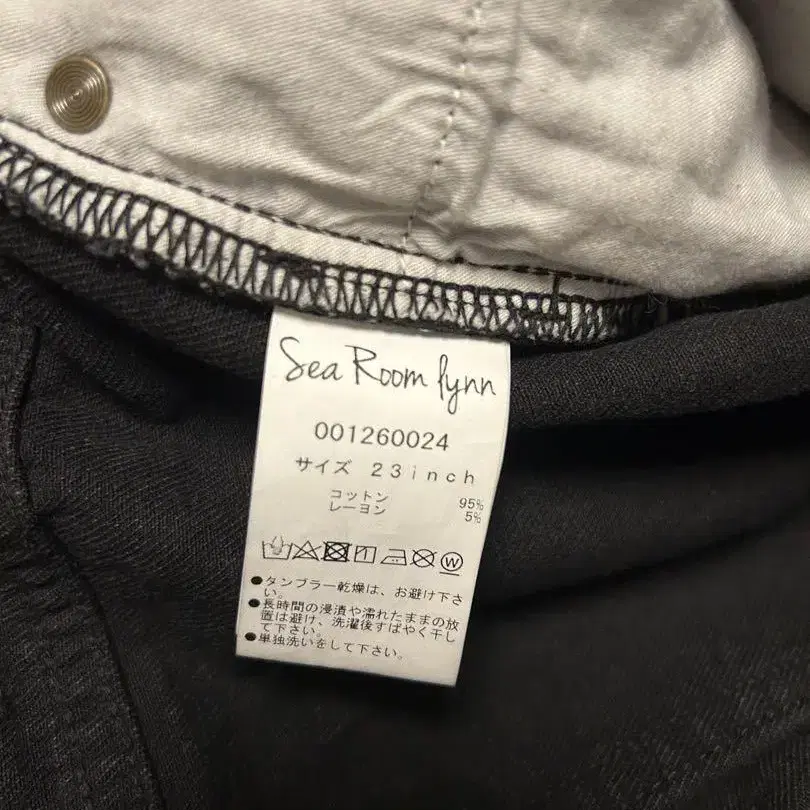 Sea Room lynn
001260024
サイズ 23inch
コットン 95%
レーヨン 5%
W
●タンブラー乾燥は、お避け下さ
い。
●長時間の浸漬や濡れたままの放
置は避け、洗濯後すばやく干し
て下さい。
●単独洗いをして下さい。